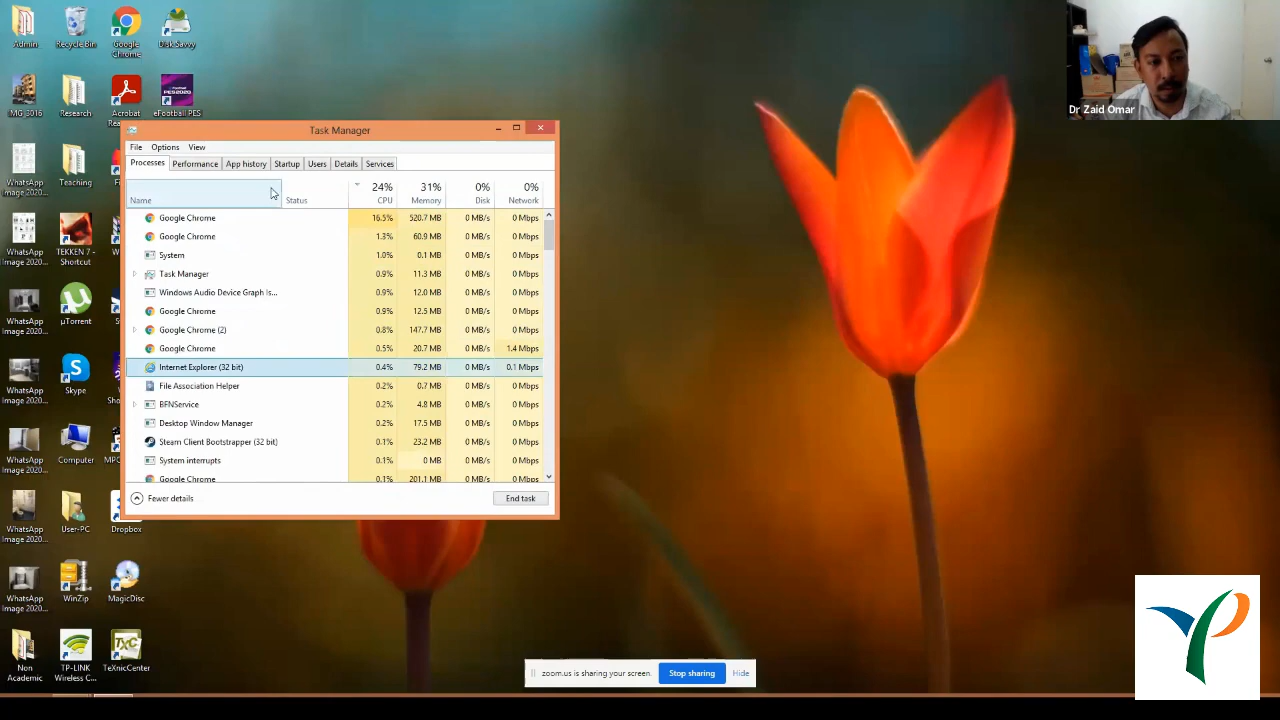 Admin
Recycle Bin
Google
Chrome
Disk Savvy
IMG_3016
Research
Acrobat
eFootball PES
WhatsApp
Image 2020...
Teaching
WhatsApp
Image 2020...
TEKKEN 7 -
Shortcut
WhatsApp
Image 2020...
µTorrent
WhatsApp
Image 2020...
Skype
WhatsApp
Image 2020...
Computer
WhatsApp
Image 2020...
User-PC
Dropbox
WhatsApp
Image 2020...
WinZip
MagicDisc
Non
Academic
TP-LINK
Wireless C...
TeXnicCenter
Task Manager
File Options View
Processes Performance App history Startup Users Details Services
24% 31% 0% 0%
Name Status CPU Memory Disk Network
Google Chrome 16.5% 520.7 MB 0 MB/s 0 Mbps
Google Chrome 1.3% 60.9 MB 0 MB/s 0 Mbps
System 1.0% 0.1 MB 0 MB/s 0 Mbps
Task Manager 0.9% 11.3 MB 0 MB/s 0 Mbps
Windows Audio Device Graph Is... 0.9% 12.0 MB 0 MB/s 0 Mbps
Google Chrome 0.9% 12.5 MB 0 MB/s 0 Mbps
Google Chrome (2) 0.8% 147.7 MB 0 MB/s 0 Mbps
Google Chrome 0.5% 20.7 MB 0 MB/s 1.4 Mbps
Internet Explorer (32 bit) 0.4% 79.2 MB 0 MB/s 0.1 Mbps
File Association Helper 0.2% 0.7 MB 0 MB/s 0 Mbps
BFNService 0.2% 4.8 MB 0 MB/s 0 Mbps
Desktop Window Manager 0.2% 17.5 MB 0 MB/s 0 Mbps
Steam Client Bootstrapper (32 bit) 0.1% 23.2 MB 0 MB/s 0 Mbps
System interrupts 0.1% 0 MB 0 MB/s 0 Mbps
Google Chrome 0.1% 201.1 MB 0 MB/s 0 Mbps
Fewer details End task
Dr Zaid Omar
zoom.us is sharing your screen. Stop sharing Hide